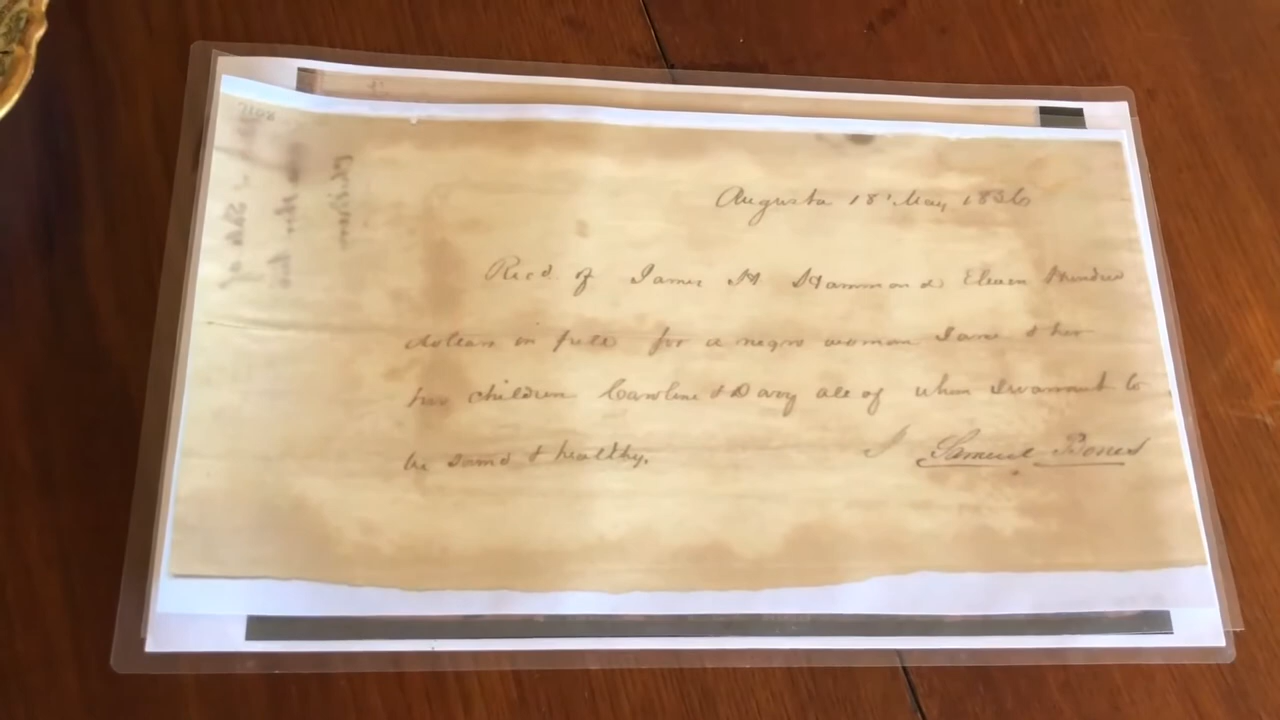 7108
Augusta 18' May 1836
Recd. of James H. Hammond Eleven Hundred
dollars in full for a negro woman Jane & her
two children Caroline & Davy all of whom I warrant to
be sound & healthy.
Samuel Bones